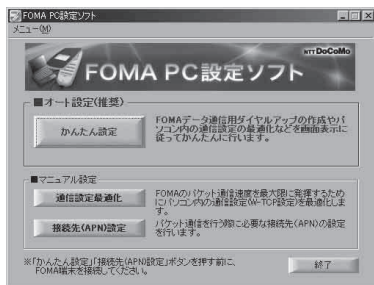 FOMA PC設定ソフト
メニュー(M)
NTT DoCoMo
FOMA PC設定ソフト
■オート設定(推奨)
かんたん設定
FOMAデータ通信用ダイヤルアップの作成やパ
ソコン内の通信設定の最適化などを画面表示に
従ってかんたんに行います。
■マニュアル設定
通信設定最適化
FOMAのパケット通信速度を最大限に発揮するため
にパソコン内の通信設定(W-TCP設定)を最適化しま
す。
接続先(APN)設定
パケット通信を行う際に必要な接続先(APN)の設定
を行います。
※「かんたん設定」「接続先(APN)設定」ボタンを押す前に、
FOMA端末を接続してください。
終了